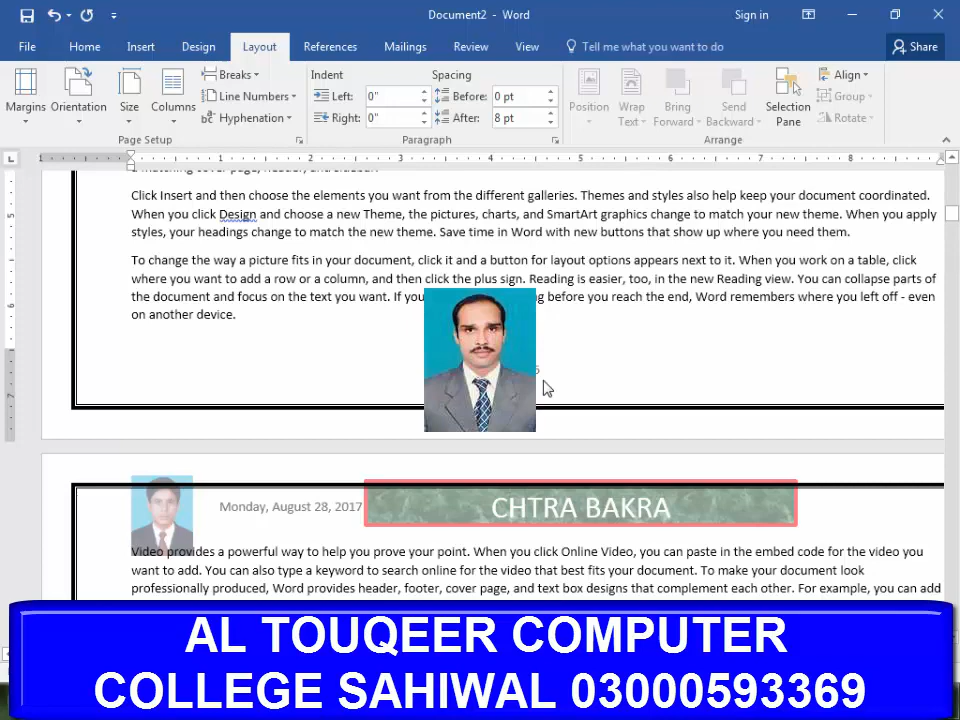 Document2 - Word
Sign in
File Home Insert Design Layout References Mailings Review View Tell me what you want to do Share
Margins Orientation Size Columns
Breaks
Line Numbers
Hyphenation
Page Setup
Indent
Left: 0"
Right: 0"
Spacing
Before: 0 pt
After: 8 pt
Paragraph
Position
Wrap Text
Bring Forward
Send Backward
Selection Pane
Align
Group
Rotate
Arrange
1 1 2 3 4 5 6 7 8
a matching cover page, header, and sidebar.
Click Insert and then choose the elements you want from the different galleries. Themes and styles also help keep your document coordinated.
When you click Design and choose a new Theme, the pictures, charts, and SmartArt graphics change to match your new theme. When you apply
styles, your headings change to match the new theme. Save time in Word with new buttons that show up where you need them.
To change the way a picture fits in your document, click it and a button for layout options appears next to it. When you work on a table, click
where you want to add a row or a column, and then click the plus sign. Reading is easier, too, in the new Reading view. You can collapse parts of
the document and focus on the text you want. If you before you reach the end, Word remembers where you left off - even
on another device.
Monday, August 28, 2017
CHTRA BAKRA
Video provides a powerful way to help you prove your point. When you click Online Video, you can paste in the embed code for the video you
want to add. You can also type a keyword to search online for the video that best fits your document. To make your document look
professionally produced, Word provides header, footer, cover page, and text box designs that complement each other. For example, you can add
AL TOUQEER COMPUTER
COLLEGE SAHIWAL 03000593369